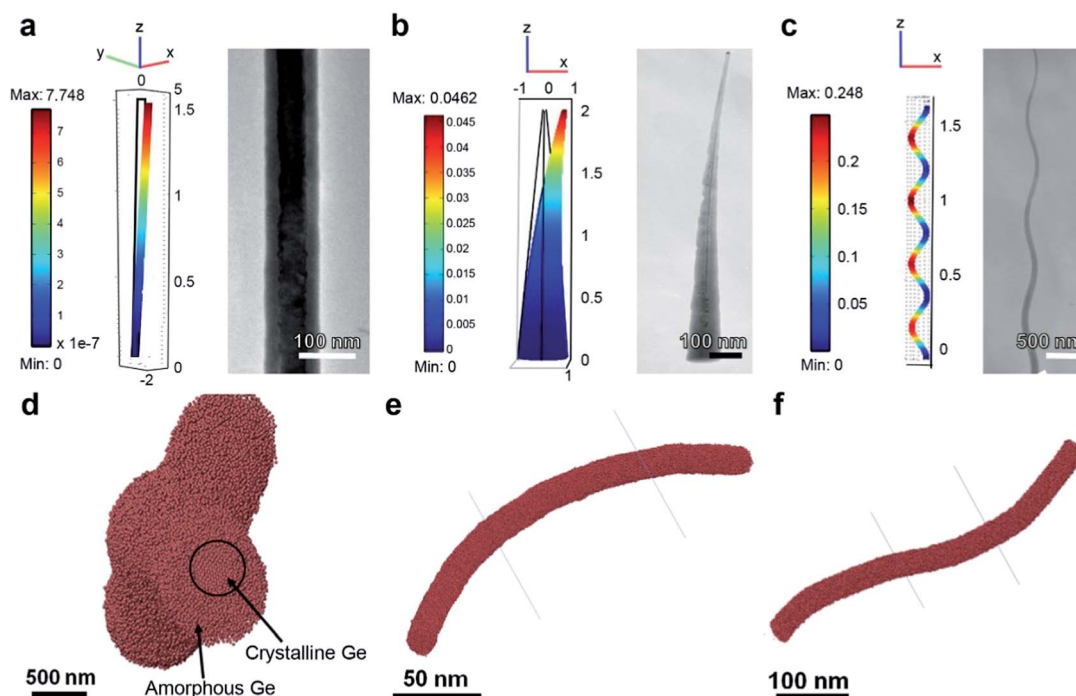 a
z
y
x
0
Max: 7.748
5
7
1.5
6
5
1
4
3
0.5
2
1
x 1e-7
0
Min: 0
-2
100 nm
b
z
x
-1 0 1
Max: 0.0462
2
0.045
0.04
0.035
1.5
0.03
0.025
1
0.02
0.015
0.5
0.01
0.005
0
0
Min: 0
1
100 nm
c
z
x
Max: 0.248
1.5
0.2
0.15
1
0.1
0.5
0.05
0
Min: 0
500 nm
d
Crystalline Ge
Amorphous Ge
500 nm
e
50 nm
f
100 nm